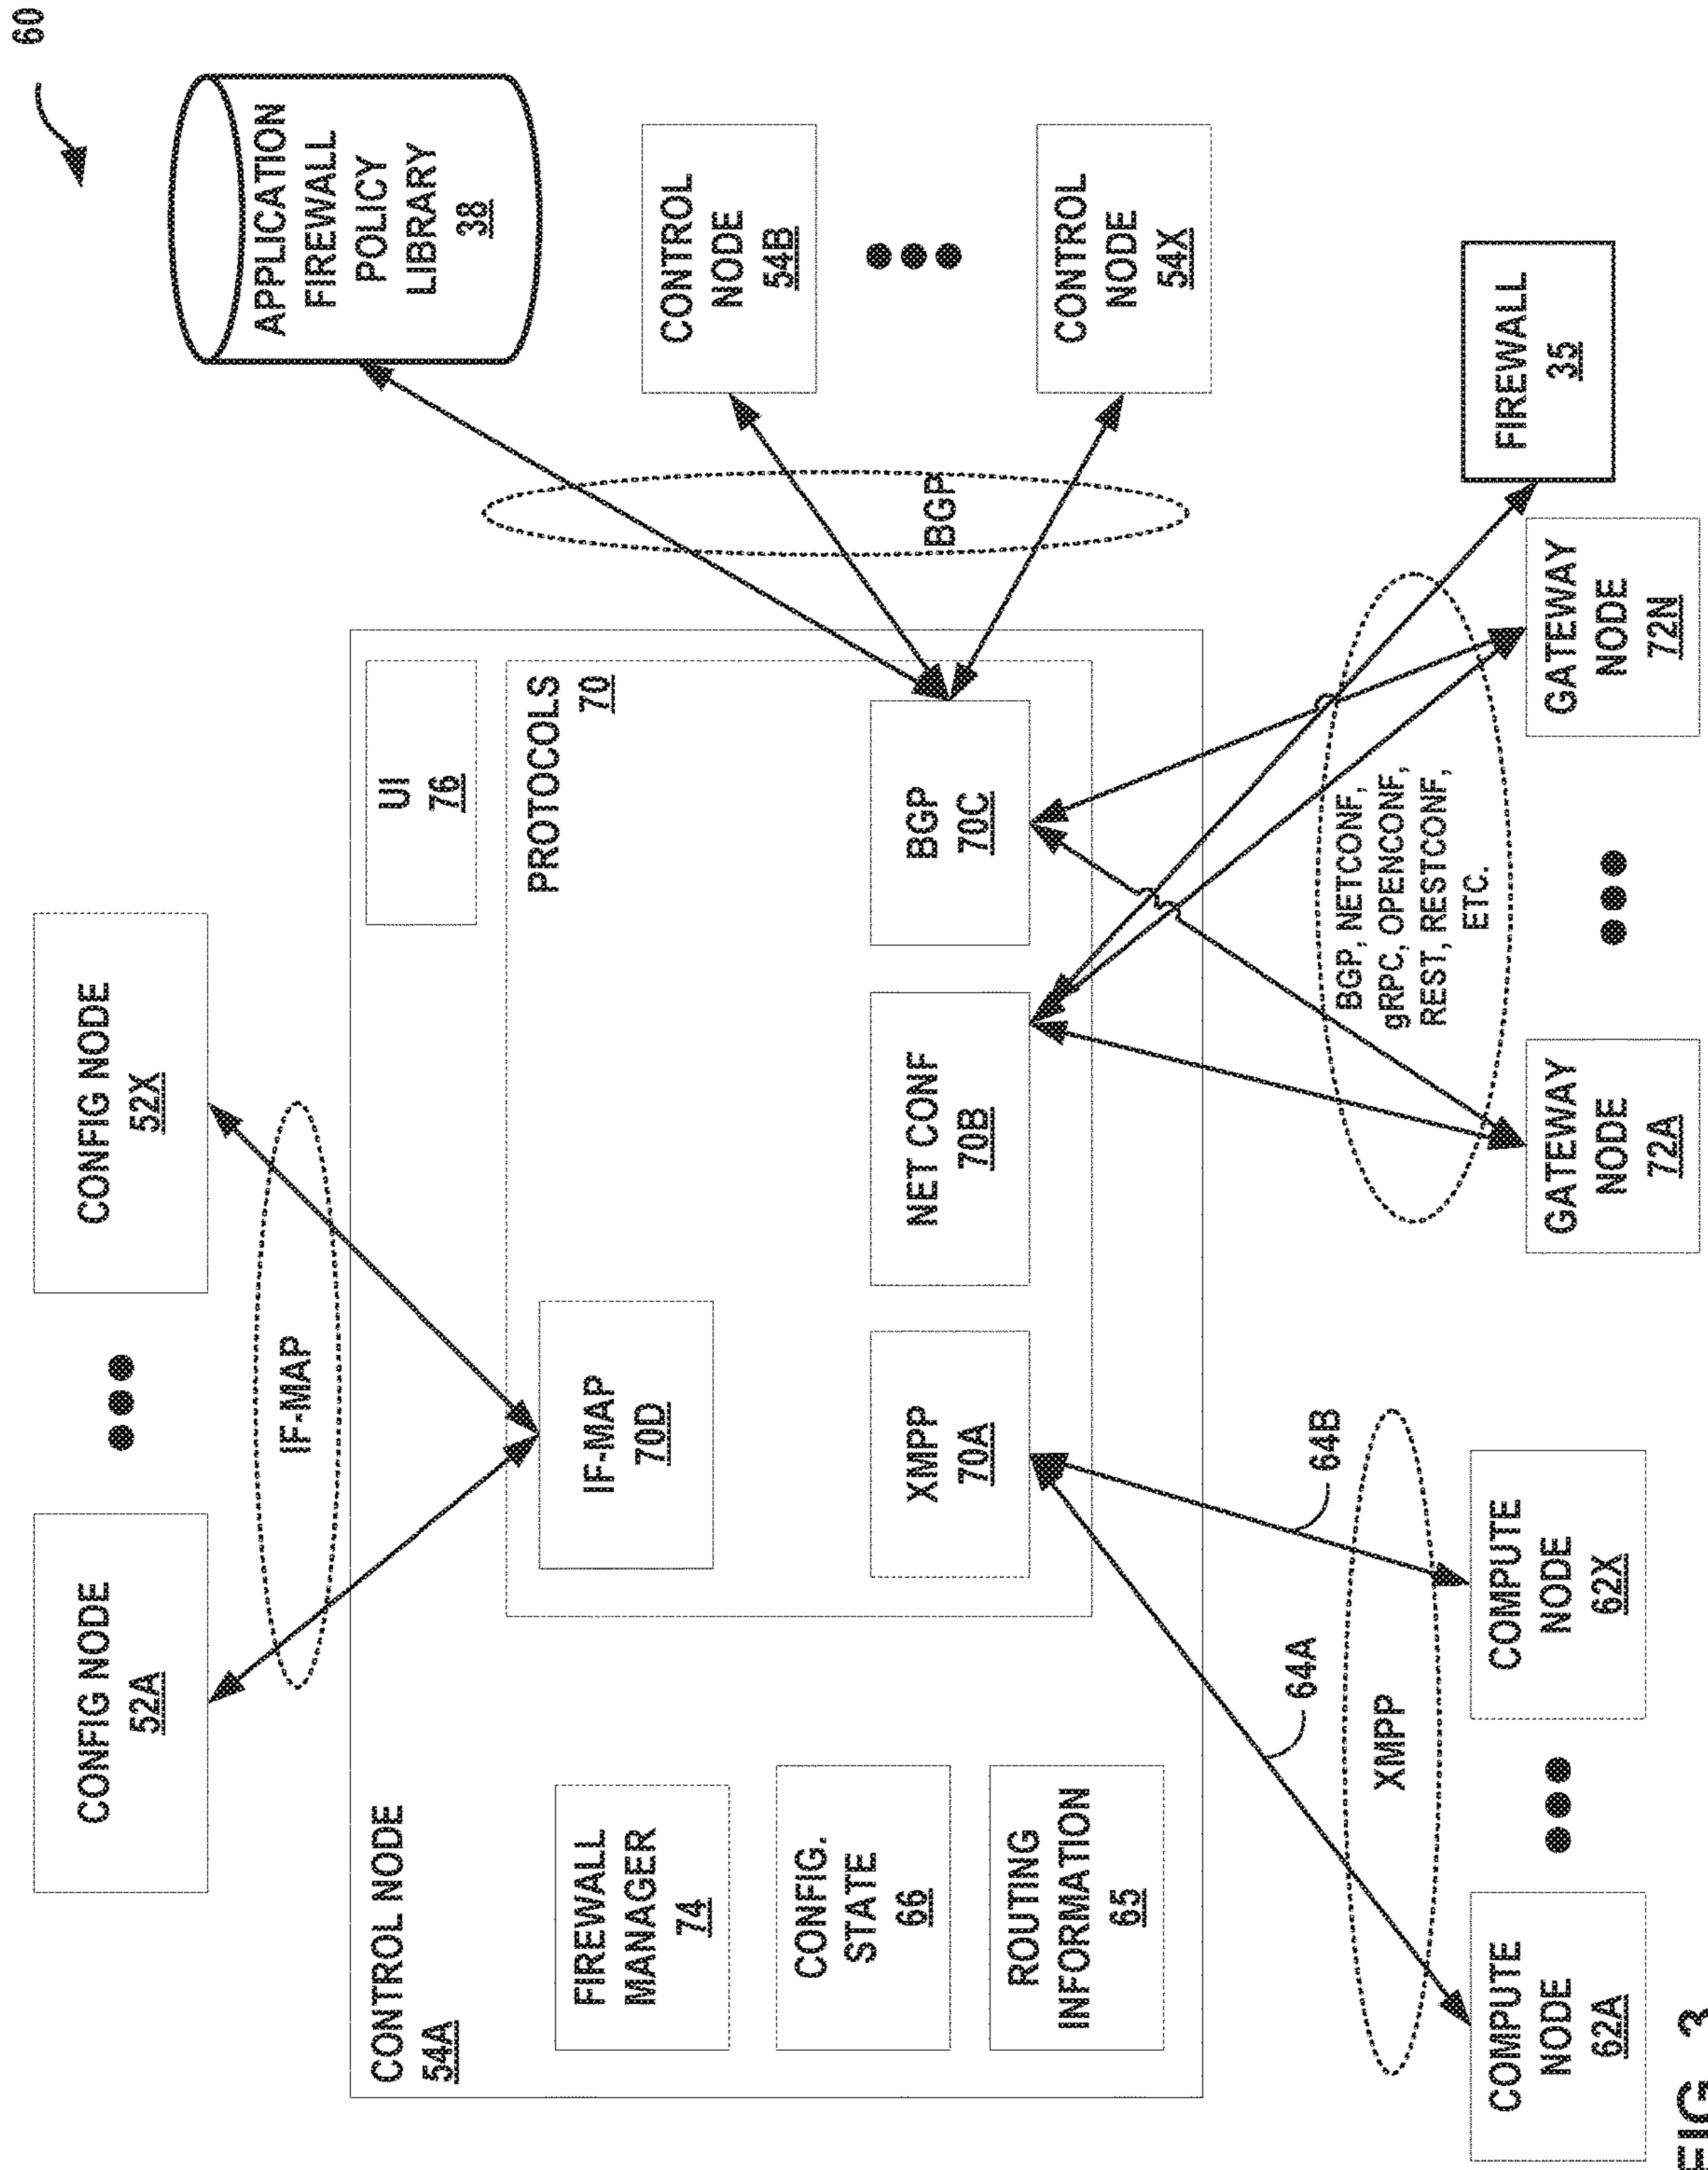 60
CONFIG NODE
52A
CONFIG NODE
52X
IF-MAP
APPLICATION
FIREWALL
POLICY
LIBRARY
38
CONTROL NODE
54A
UI
76
PROTOCOLS
70
IF-MAP
70D
FIREWALL
MANAGER
74
CONFIG.
STATE
66
ROUTING
INFORMATION
65
XMPP
70A
NET CONF
70B
BGP
70C
BGP
CONTROL
NODE
54B
CONTROL
NODE
54X
64A
64B
XMPP
BGP, NETCONF,
gRPC, OPENCONF,
REST, RESTCONF,
ETC.
FIREWALL
35
COMPUTE
NODE
62A
COMPUTE
NODE
62X
GATEWAY
NODE
72A
GATEWAY
NODE
72N
FIG. 3